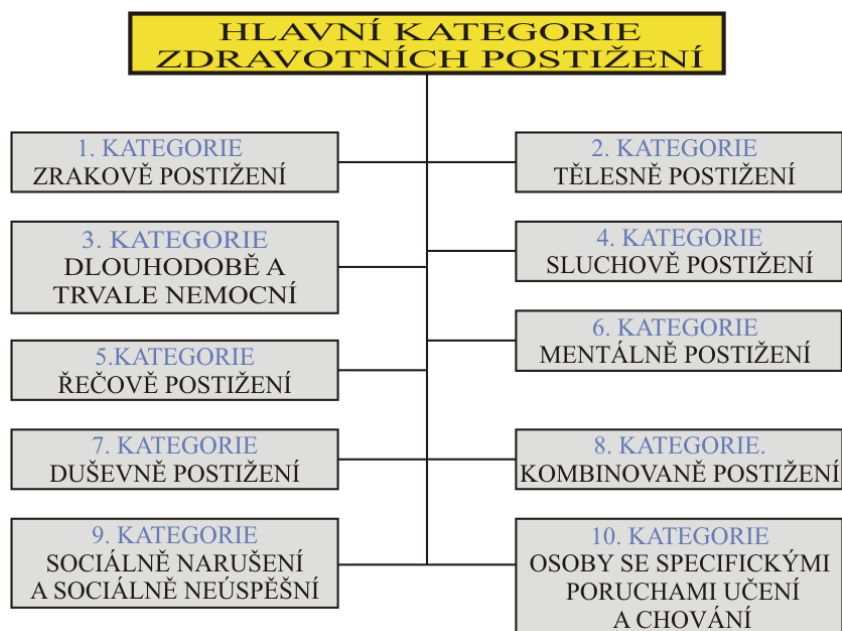 HLAVNÍ KATEGORIE
ZDRAVOTNÍCH POSTIŽENÍ
1. KATEGORIE
ZRAKOVĚ POSTIŽENÍ
2. KATEGORIE
TĚLESNĚ POSTIŽENÍ
3. KATEGORIE
DLOUHODOBĚ A
TRVALE NEMOCNÍ
4. KATEGORIE
SLUCHOVĚ POSTIŽENÍ
5.KATEGORIE
ŘEČOVĚ POSTIŽENÍ
6. KATEGORIE
MENTÁLNĚ POSTIŽENÍ
7. KATEGORIE
DUŠEVNĚ POSTIŽENÍ
8. KATEGORIE.
KOMBINOVANĚ POSTIŽENÍ
9. KATEGORIE
SOCIÁLNĚ NARUŠENÍ
A SOCIÁLNĚ NEÚSPĚŠNÍ
10. KATEGORIE
OSOBY SE SPECIFICKÝMI
PORUCHAMI UČENÍ
A CHOVÁNÍ